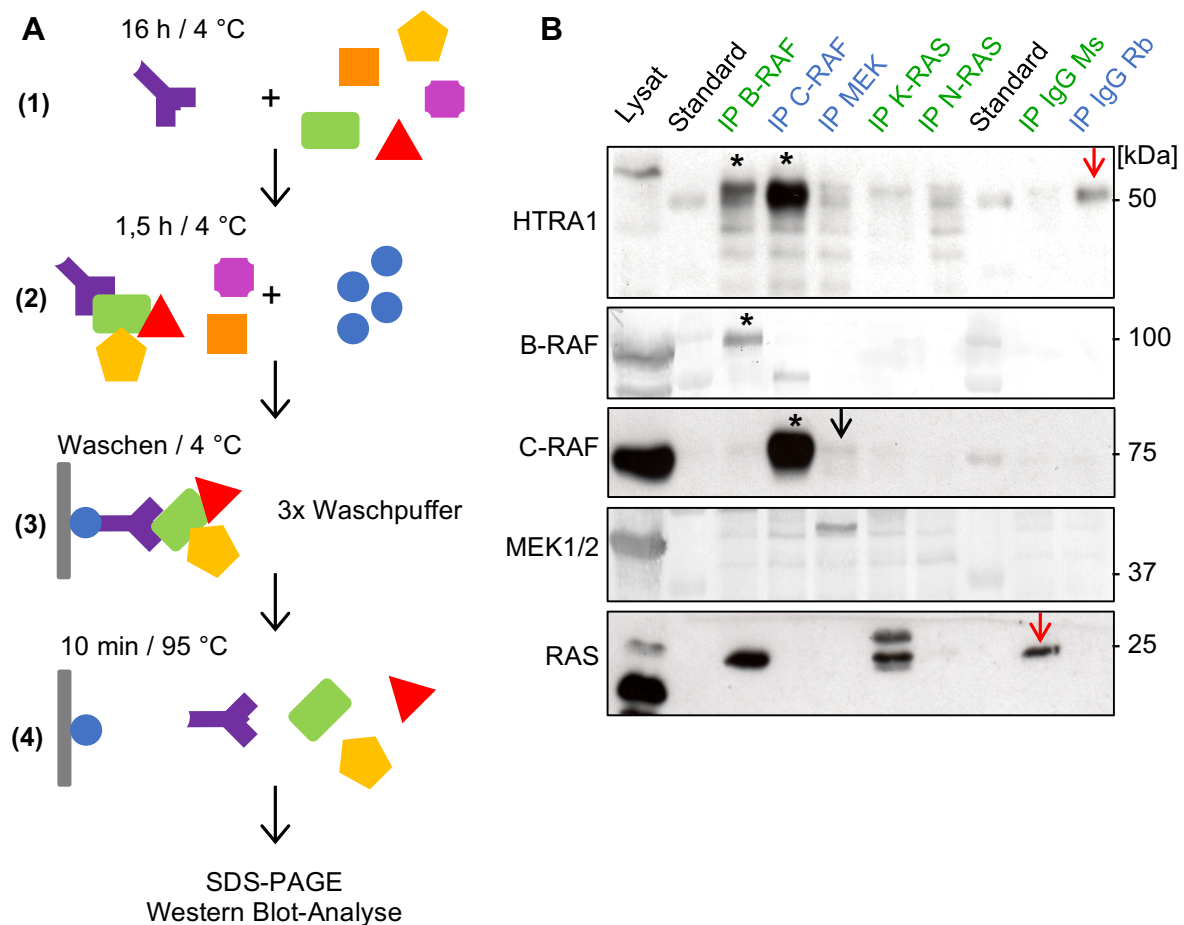 A
16 h / 4 °C
(1)
+
1,5 h / 4 °C
(2)
+
Waschen / 4 °C
(3)
3x Waschpuffer
10 min / 95 °C
(4)
SDS-PAGE
Western Blot-Analyse
B
Lysat
Standard
IP B-RAF
IP C-RAF
IP MEK
IP K-RAS
IP N-RAS
Standard
IP IgG Ms
IP IgG Rb
[kDa]
* *
HTRA1
50
*
B-RAF
100
*
C-RAF
75
MEK1/2
37
RAS
25